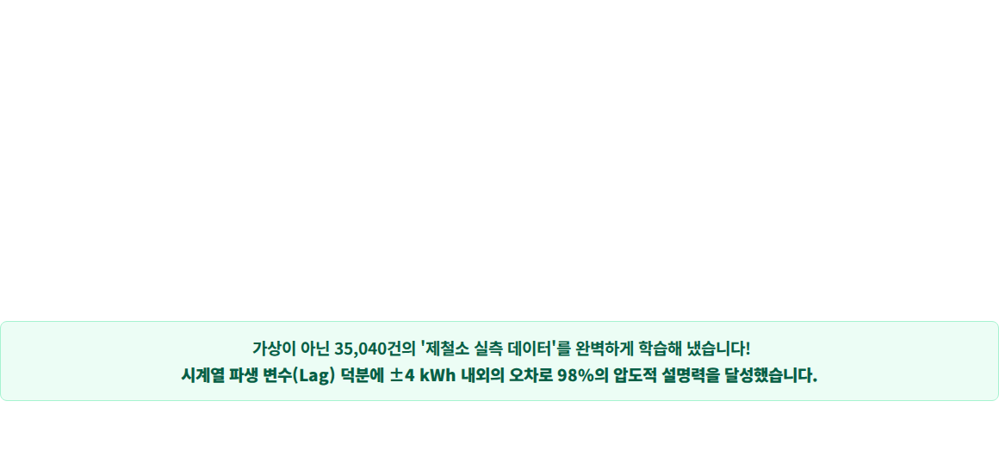 가상이 아닌 35,040건의 '제철소 실측 데이터'를 완벽하게 학습해 냈습니다!
시계열 파생 변수(Lag) 덕분에 ±4 kWh 내외의 오차로 98%의 압도적 설명력을 달성했습니다.